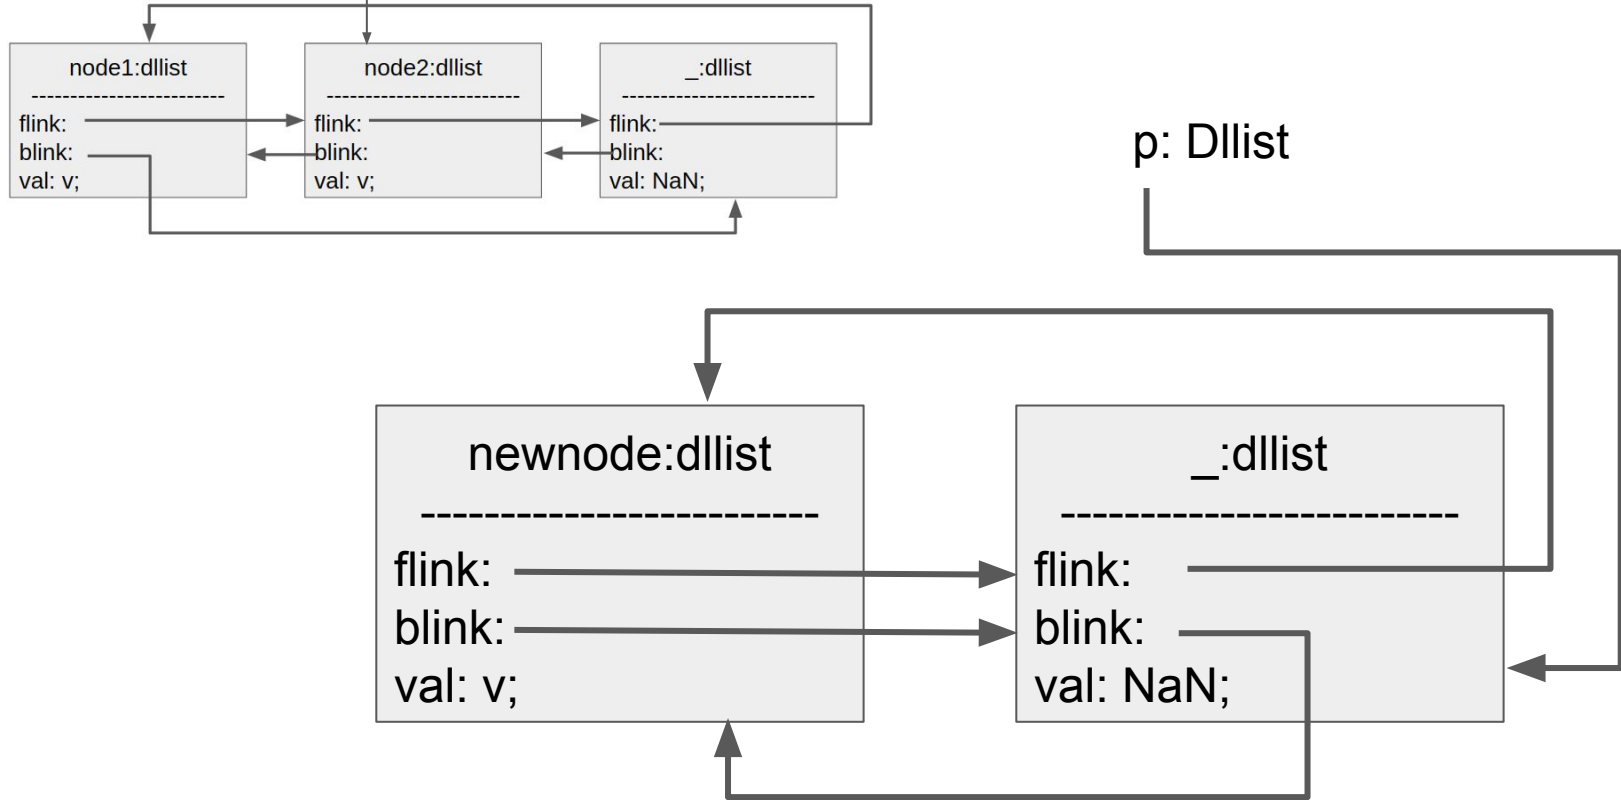 node1:dllist
-------------------------
flink:
blink:
val: v;
node2:dllist
-------------------------
flink:
blink:
val: v;
_:dllist
-------------------------
flink:
blink:
val: NaN;
p: Dllist
newnode:dllist
-------------------------
flink:
blink:
val: v;
_:dllist
-------------------------
flink:
blink:
val: NaN;